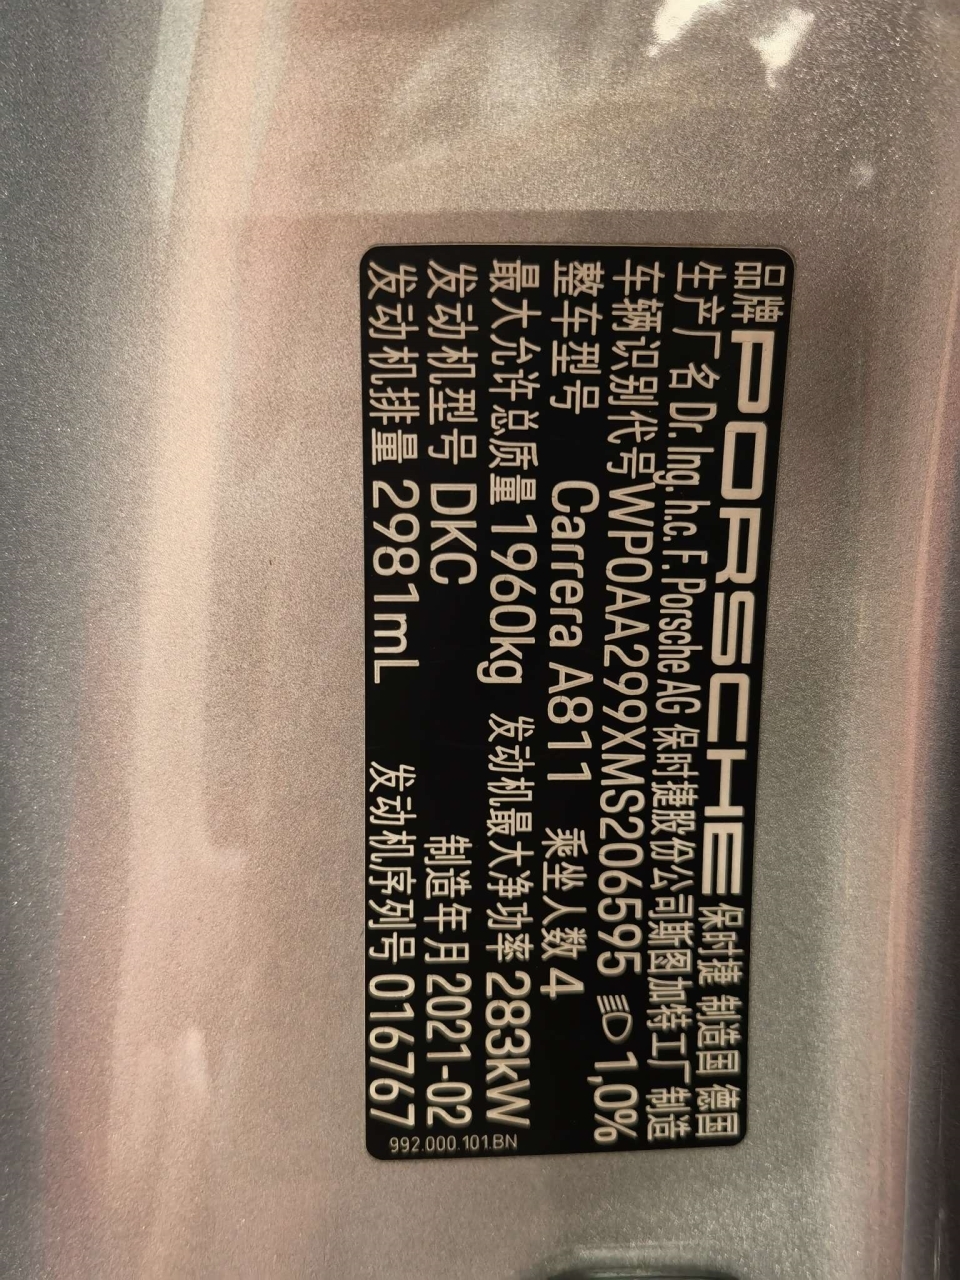 品牌 PORSCHE 保时捷 制造国 德国
生产厂名 Dr. Ing. h.c. F. Porsche AG 保时捷股份公司斯图加特工厂 制造
车辆识别代号 WP0AA299XMS206595 1,0%
整车型号 Carrera A811 乘坐人数 4
最大允许总质量 1960kg 发动机最大净功率 283kW
发动机型号 DKC 制造年月 2021-02
发动机排量 2981mL 发动机序列号 016767
992.000.101.BN